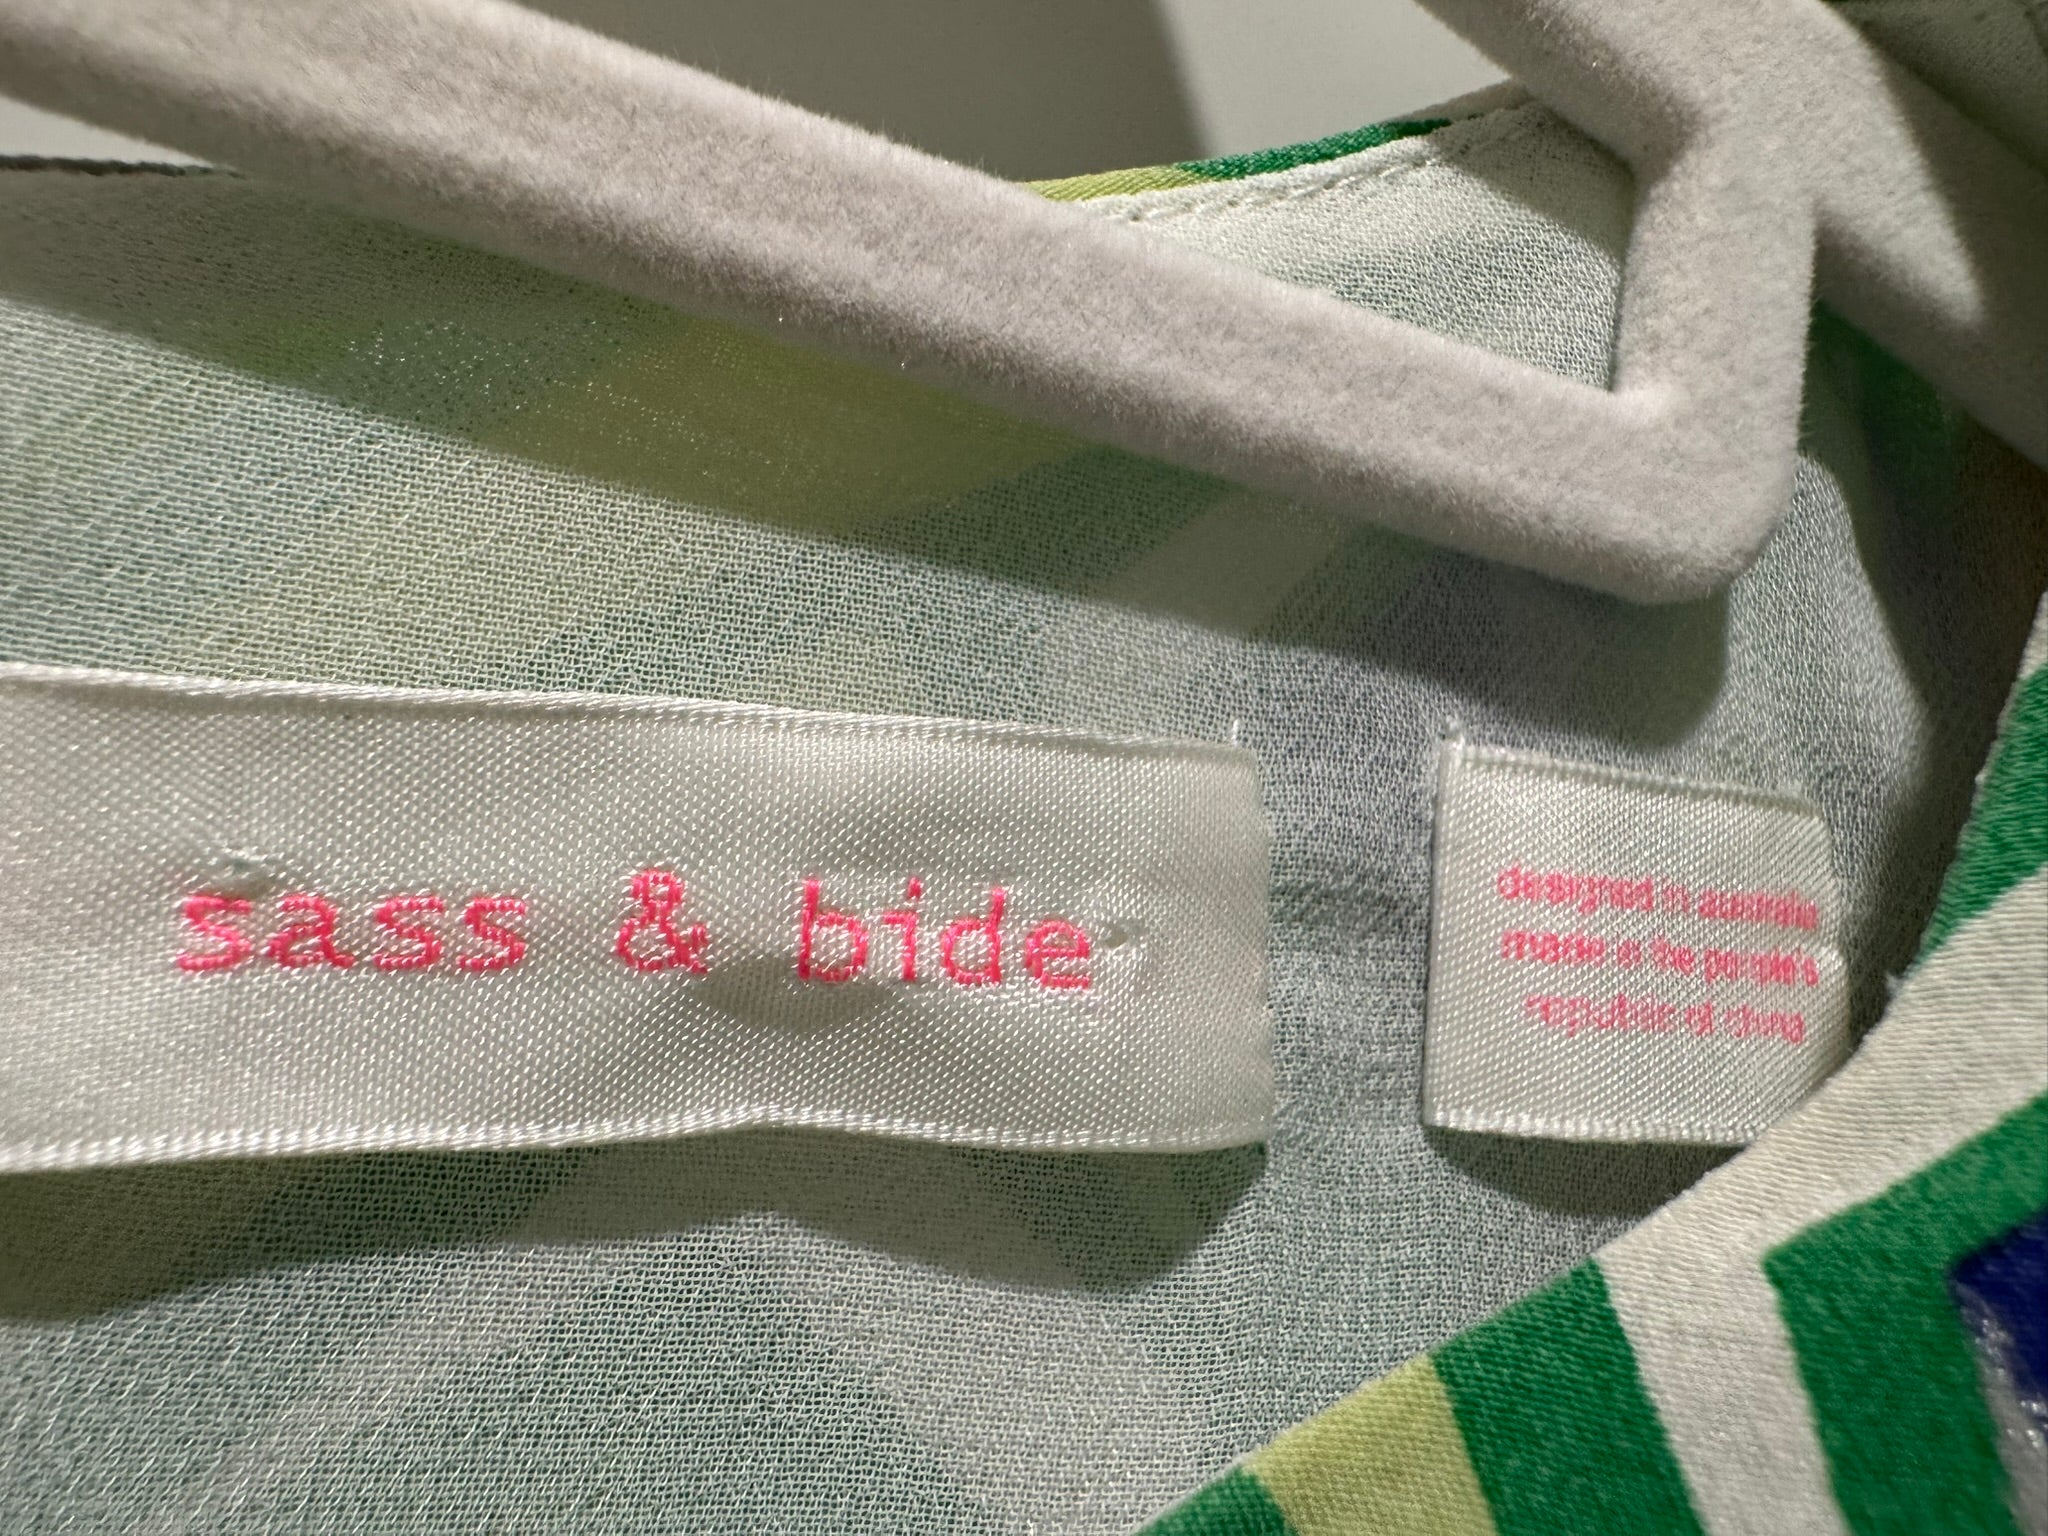 sass & bide
designed in australia
made in the people's
republic of china